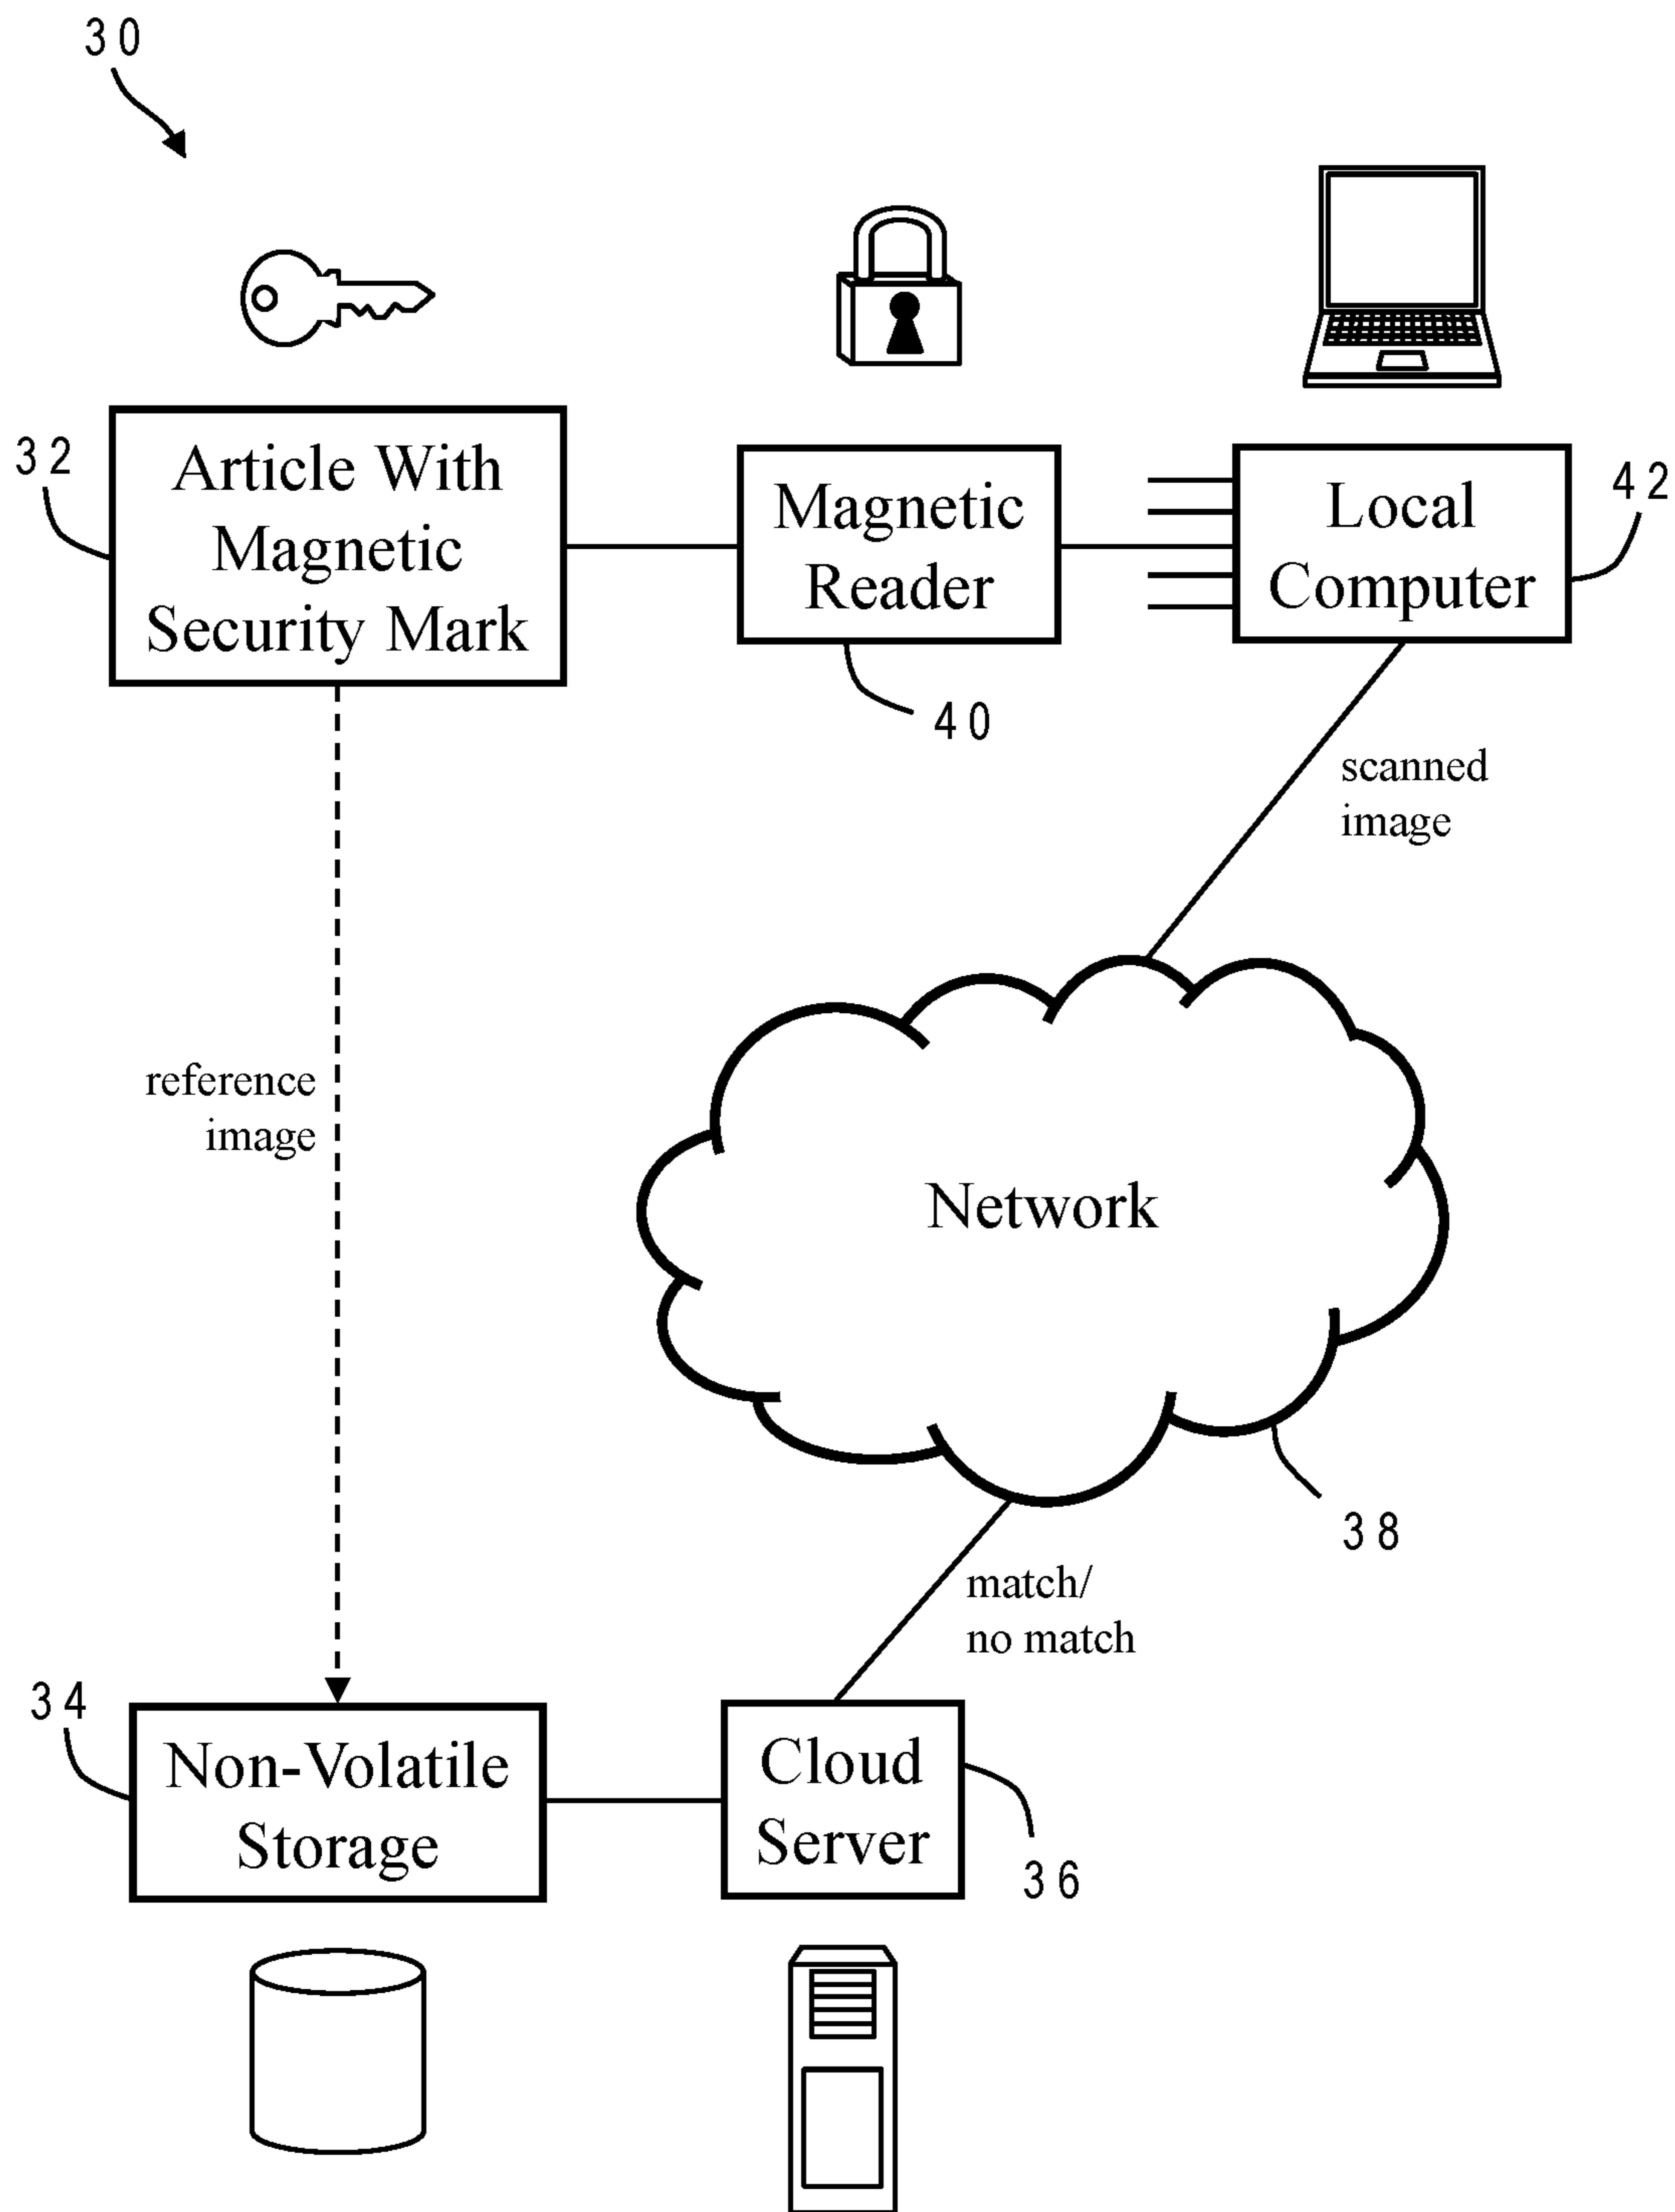 30
32
Article With
Magnetic
Security Mark
Magnetic
Reader
40
Local
Computer
42
scanned
image
reference
image
Network
38
match/
no match
34
Non-Volatile
Storage
Cloud
Server
36